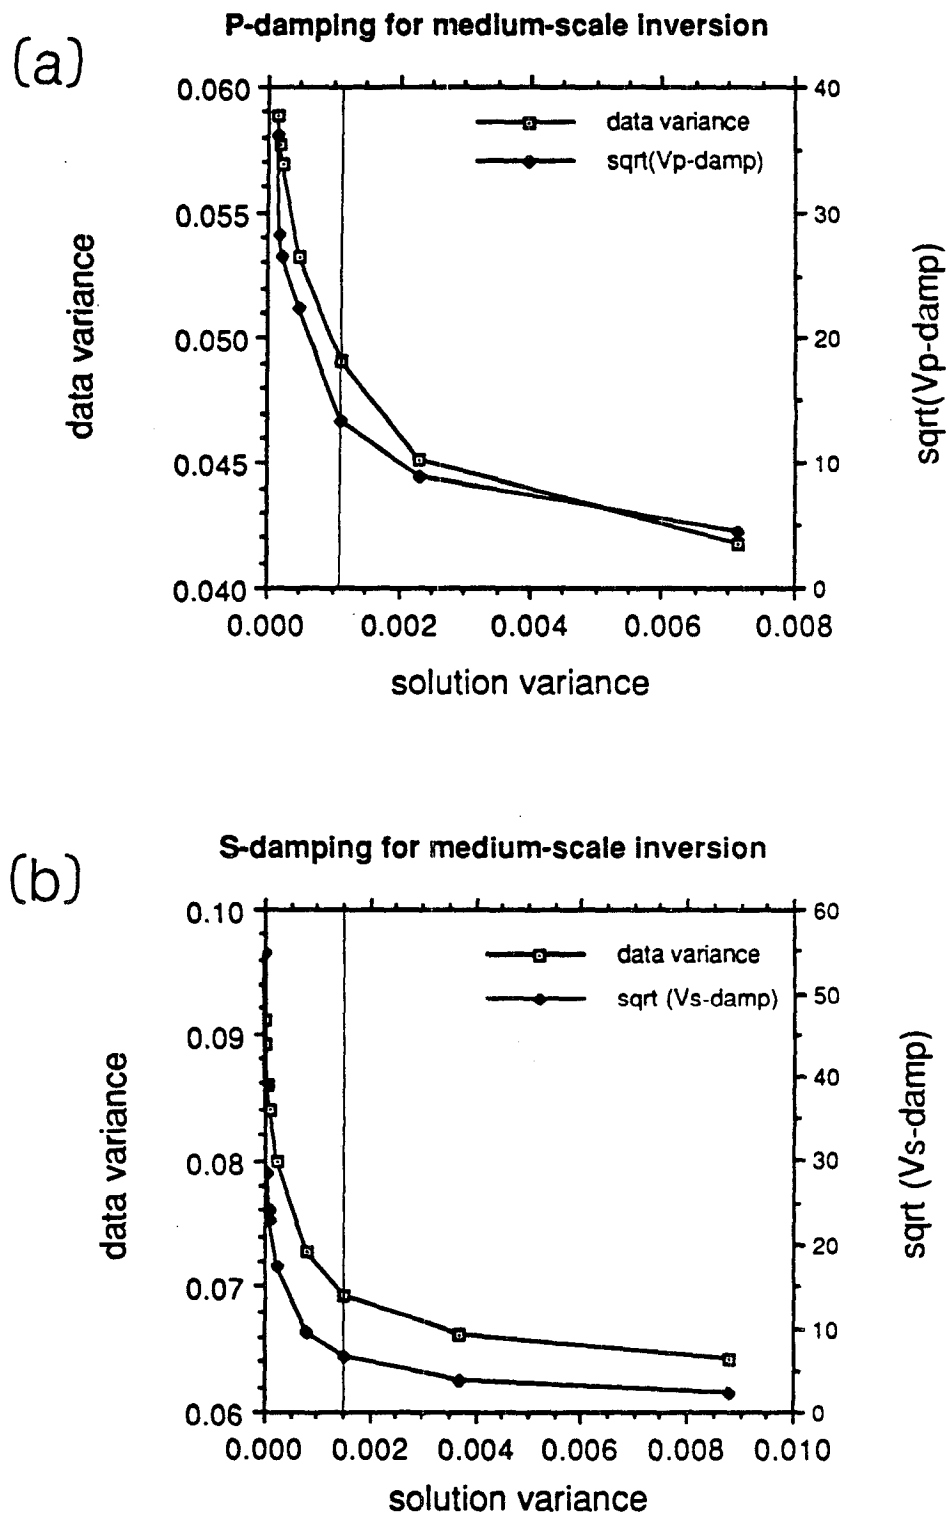 (a)
P-damping for medium-scale inversion
0.060
0.055
0.050
0.045
0.040
data variance
data variance
sqrt(Vp-damp)
40
30
20
10
0
sqrt(Vp-damp)
0.000 0.002 0.004 0.006 0.008
solution variance
(b)
S-damping for medium-scale inversion
0.10
0.09
0.08
0.07
0.06
data variance
data variance
sqrt (Vs-damp)
60
50
40
30
20
10
0
sqrt (Vs-damp)
0.000 0.002 0.004 0.006 0.008 0.010
solution variance